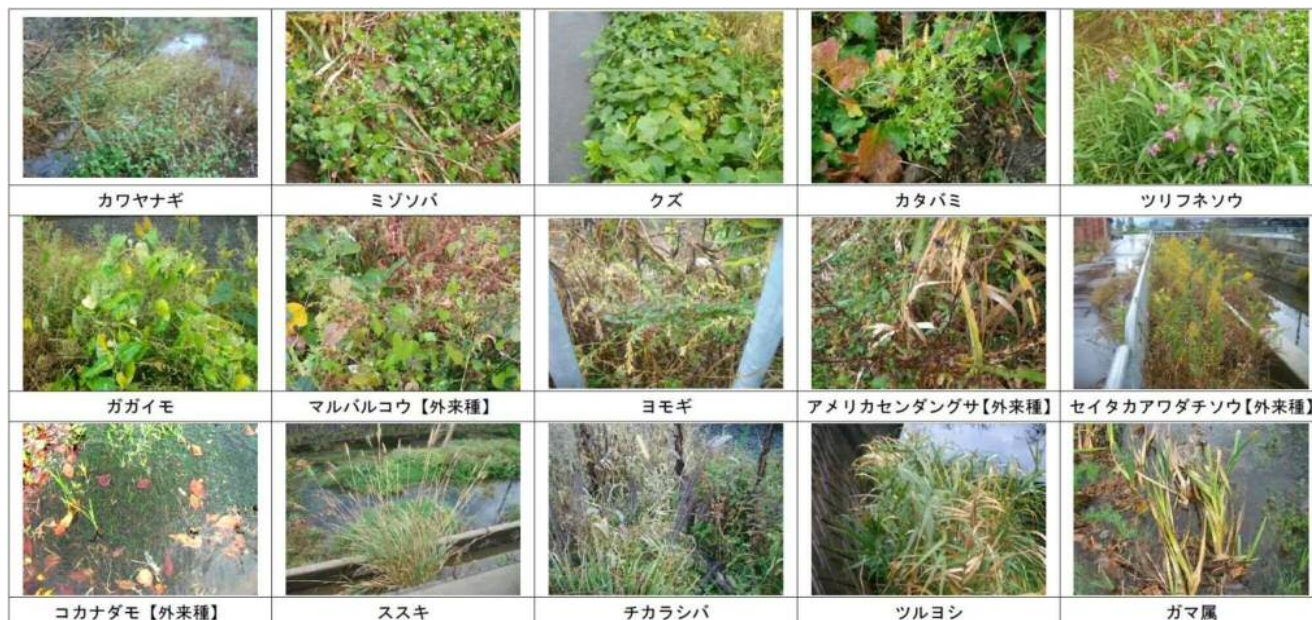 カワヤナギ
ミゾソバ
クズ
カタバミ
ツリフネソウ
ガガイモ
マルバルコウ【外来種】
ヨモギ
アメリカセンダングサ【外来種】
セイタカアワダチソウ【外来種】
コカナダモ【外来種】
ススキ
チカラシバ
ツルヨシ
ガマ属